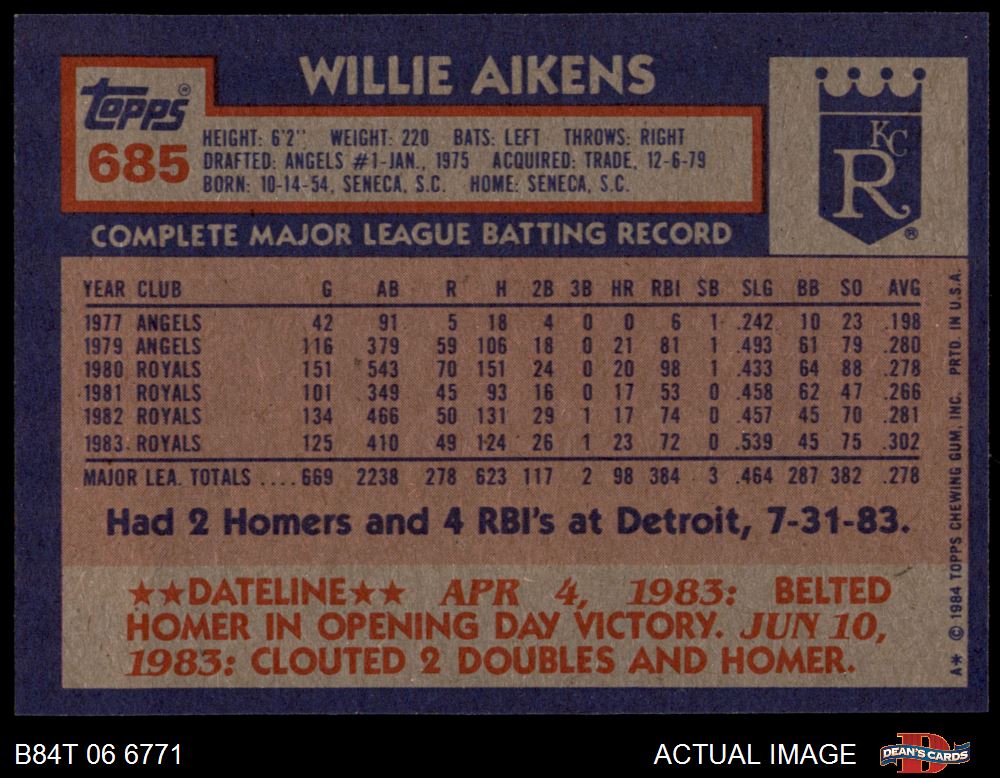 WILLIE AIKENS
Topps®
685
HEIGHT: 6'2" WEIGHT: 220 BATS: LEFT THROWS: RIGHT
DRAFTED: ANGELS #1-JAN., 1975 ACQUIRED: TRADE, 12-6-79
BORN: 10-14-54, SENECA, S.C. HOME: SENECA, S.C.
KC
R
®
COMPLETE MAJOR LEAGUE BATTING RECORD
YEAR CLUB G AB R H 2B 3B HR RBI SB SLG BB SO AVG
1977 ANGELS 42 91 5 18 4 0 0 6 1 .242 10 23 .198
1979 ANGELS 116 379 59 106 18 0 21 81 1 .493 61 79 .280
1980 ROYALS 151 543 70 151 24 0 20 98 1 .433 64 88 .278
1981 ROYALS 101 349 45 93 16 0 17 53 0 .458 62 47 .266
1982 ROYALS 134 466 50 131 29 1 17 74 0 .457 45 70 .281
1983 ROYALS 125 410 49 124 26 1 23 72 0 .539 45 75 .302
MAJOR LEA. TOTALS ....669 2238 278 623 117 2 98 384 3 .464 287 382 .278
Had 2 Homers and 4 RBI's at Detroit, 7-31-83.
★★DATELINE★★ APR 4, 1983: BELTED
HOMER IN OPENING DAY VICTORY. JUN 10,
1983: CLOUTED 2 DOUBLES AND HOMER.
A* © 1984 TOPPS CHEWING GUM, INC. PRTD. IN U.S.A.
B84T 06 6771
ACTUAL IMAGE
DEAN'S CARDS